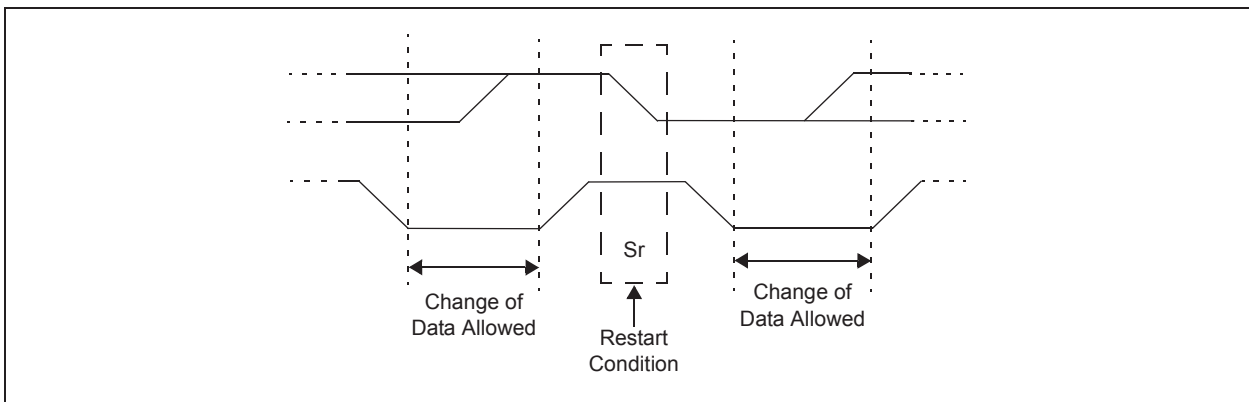 Sr
Change of
Data Allowed
Restart
Condition
Change of
Data Allowed